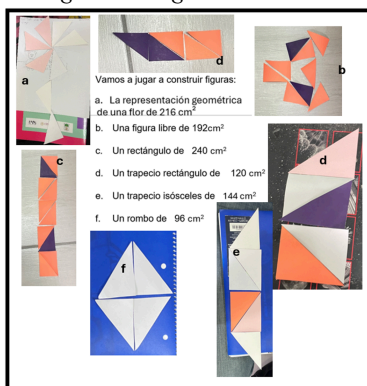 a
d
b
Vamos a jugar a construir figuras:
a. La representación geométrica
de una flor de 216 cm²
b. Una figura libre de 192cm²
c. Un rectángulo de 240 cm²
d. Un trapecio rectángulo de 120 cm²
e. Un trapecio isósceles de 144 cm²
f. Un rombo de 96 cm²
c
d
e
f